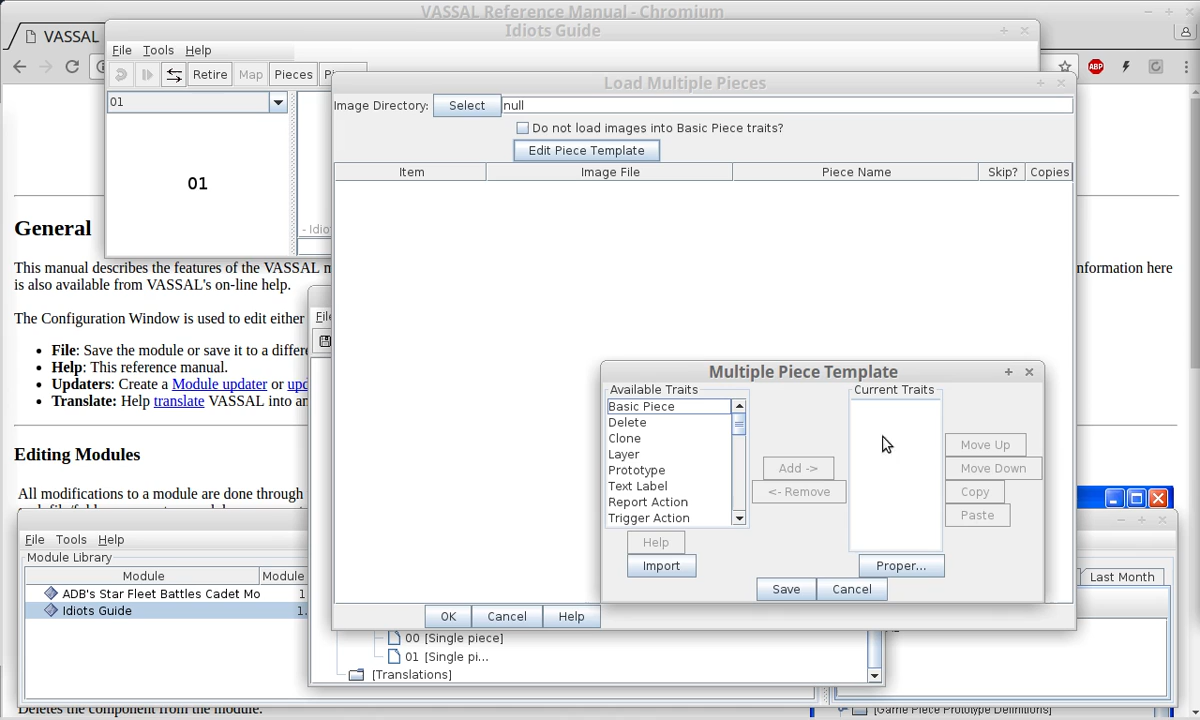 VASSAL Reference Manual - Chromium
VASSAL
Idiots Guide
File Tools Help
Retire Map Pieces
01
01
- Idio
ABP
General
This manual describes the features of the VASSAL
nformation here
is also available from VASSAL's on-line help.
The Configuration Window is used to edit either
File: Save the module or save it to a differe
Help: This reference manual.
Updaters: Create a Module updater or upd
Translate: Help translate VASSAL into an
Editing Modules
All modifications to a module are done through
Load Multiple Pieces
Image Directory: Select null
Do not load images into Basic Piece traits?
Edit Piece Template
Item Image File Piece Name Skip? Copies
OK Cancel Help
Multiple Piece Template
Available Traits
Basic Piece
Delete
Clone
Layer
Prototype
Text Label
Report Action
Trigger Action
Help
Import
Add ->
<- Remove
Current Traits
Proper...
Move Up
Move Down
Copy
Paste
Save Cancel
File Tools Help
Module Library
Module Module
ADB's Star Fleet Battles Cadet Mo 1
Idiots Guide 1.
00 [Single piece]
01 [Single pi...
[Translations]
Last Month
Deletes the component from the module.
[Game Piece Prototype Definitions]